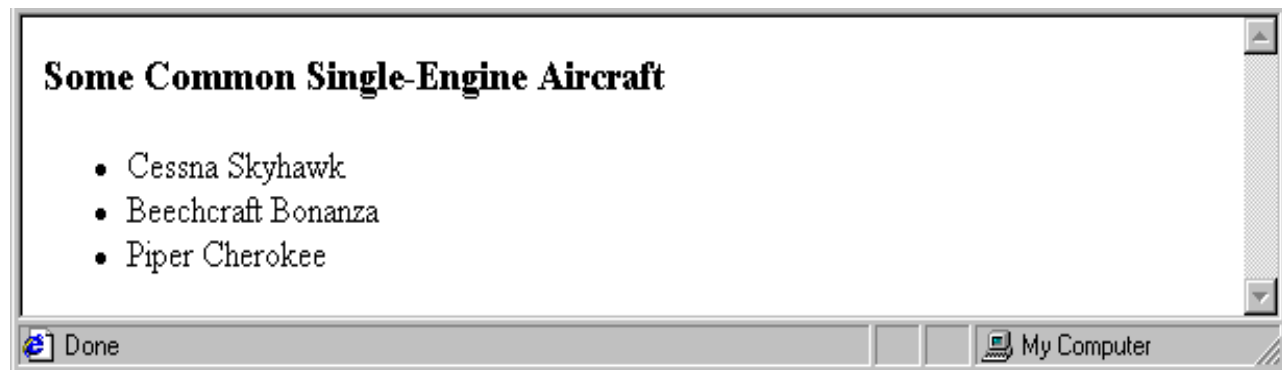 Some Common Single-Engine Aircraft
Cessna Skyhawk
Beechcraft Bonanza
Piper Cherokee
Done
My Computer